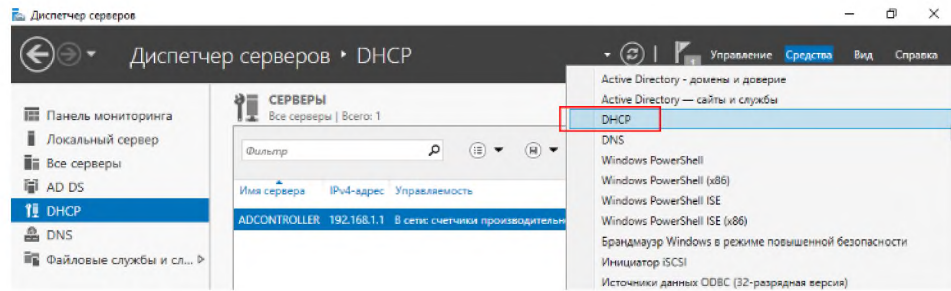 Диспетчер серверов
Диспетчер серверов • DHCP
1
Управление Средства Вид Справка
Панель мониторинга
Локальный сервер
Все серверы
AD DS
DHCP
DNS
Файловые службы и сл...
СЕРВЕРЫ
Все серверы | Всего: 1
Фильтр
Имя сервера IPv4-адрес Управляемость
ADCONTROLLER 192.168.1.1 В сети: счетчики производительн
Active Directory - домены и доверие
Active Directory — сайты и службы
DHCP
DNS
Windows PowerShell
Windows PowerShell (x86)
Windows PowerShell ISE
Windows PowerShell ISE (x86)
Брандмауэр Windows в режиме повышенной безопасности
Инициатор iSCSI
Источники данных ODBC (32-разрядная версия)